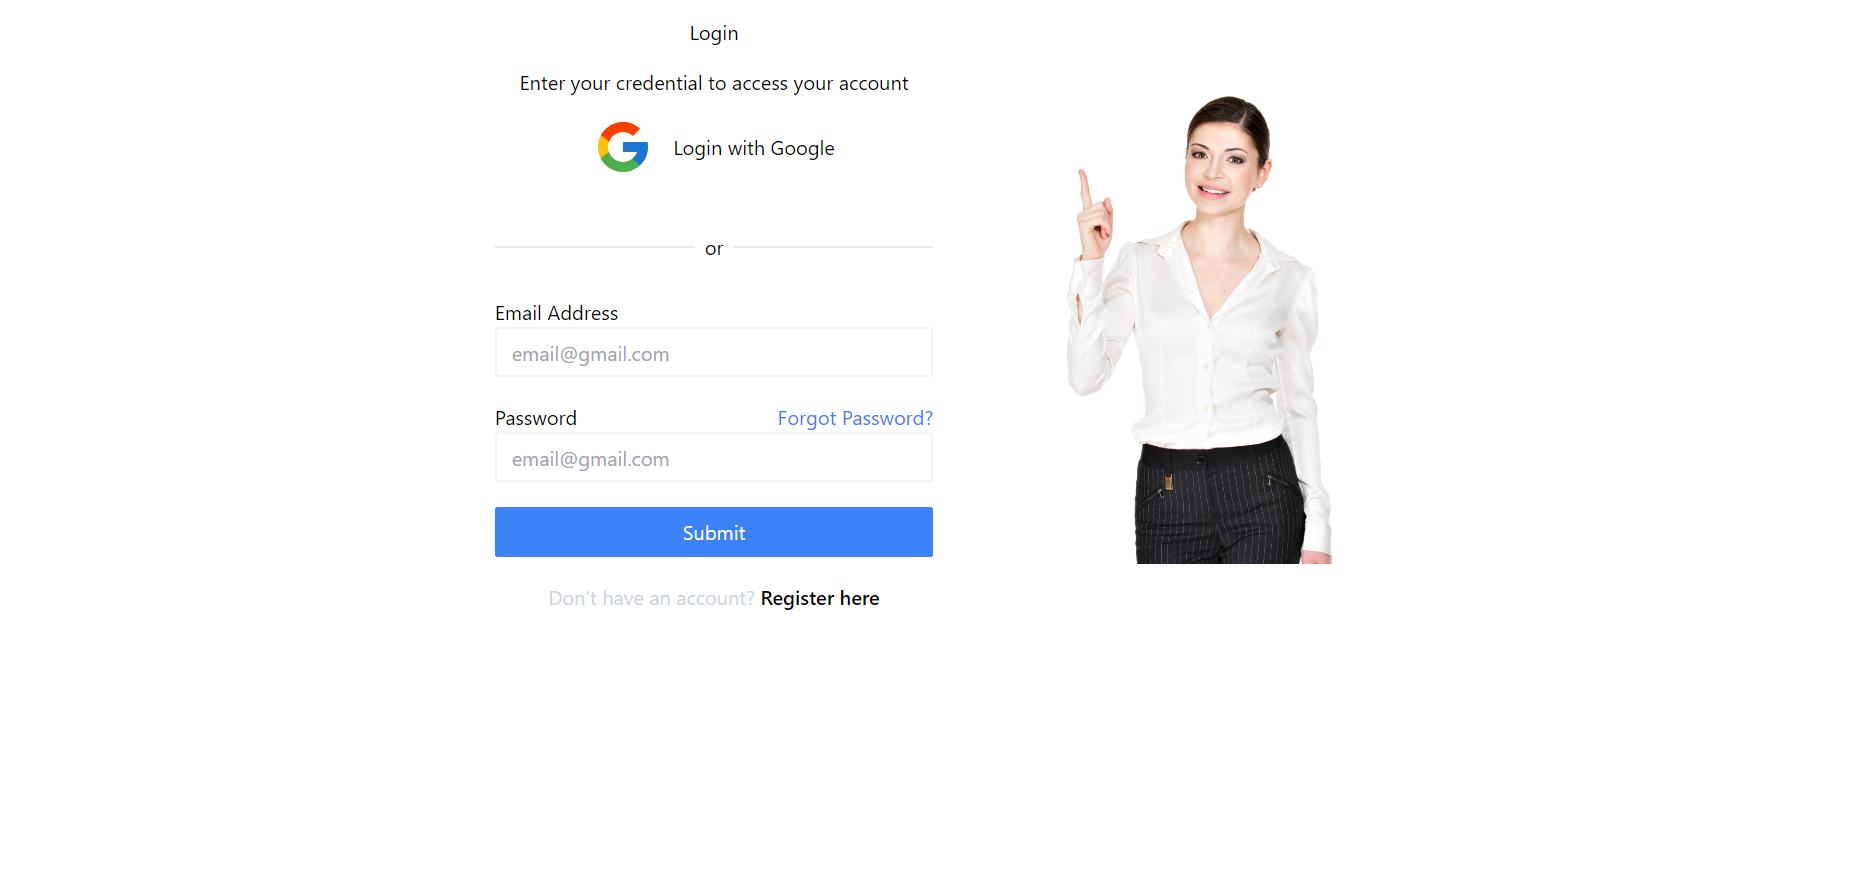 Login
Enter your credential to access your account
Login with Google
or
Email Address
email@gmail.com
Password Forgot Password?
email@gmail.com
Submit
Don't have an account? Register here